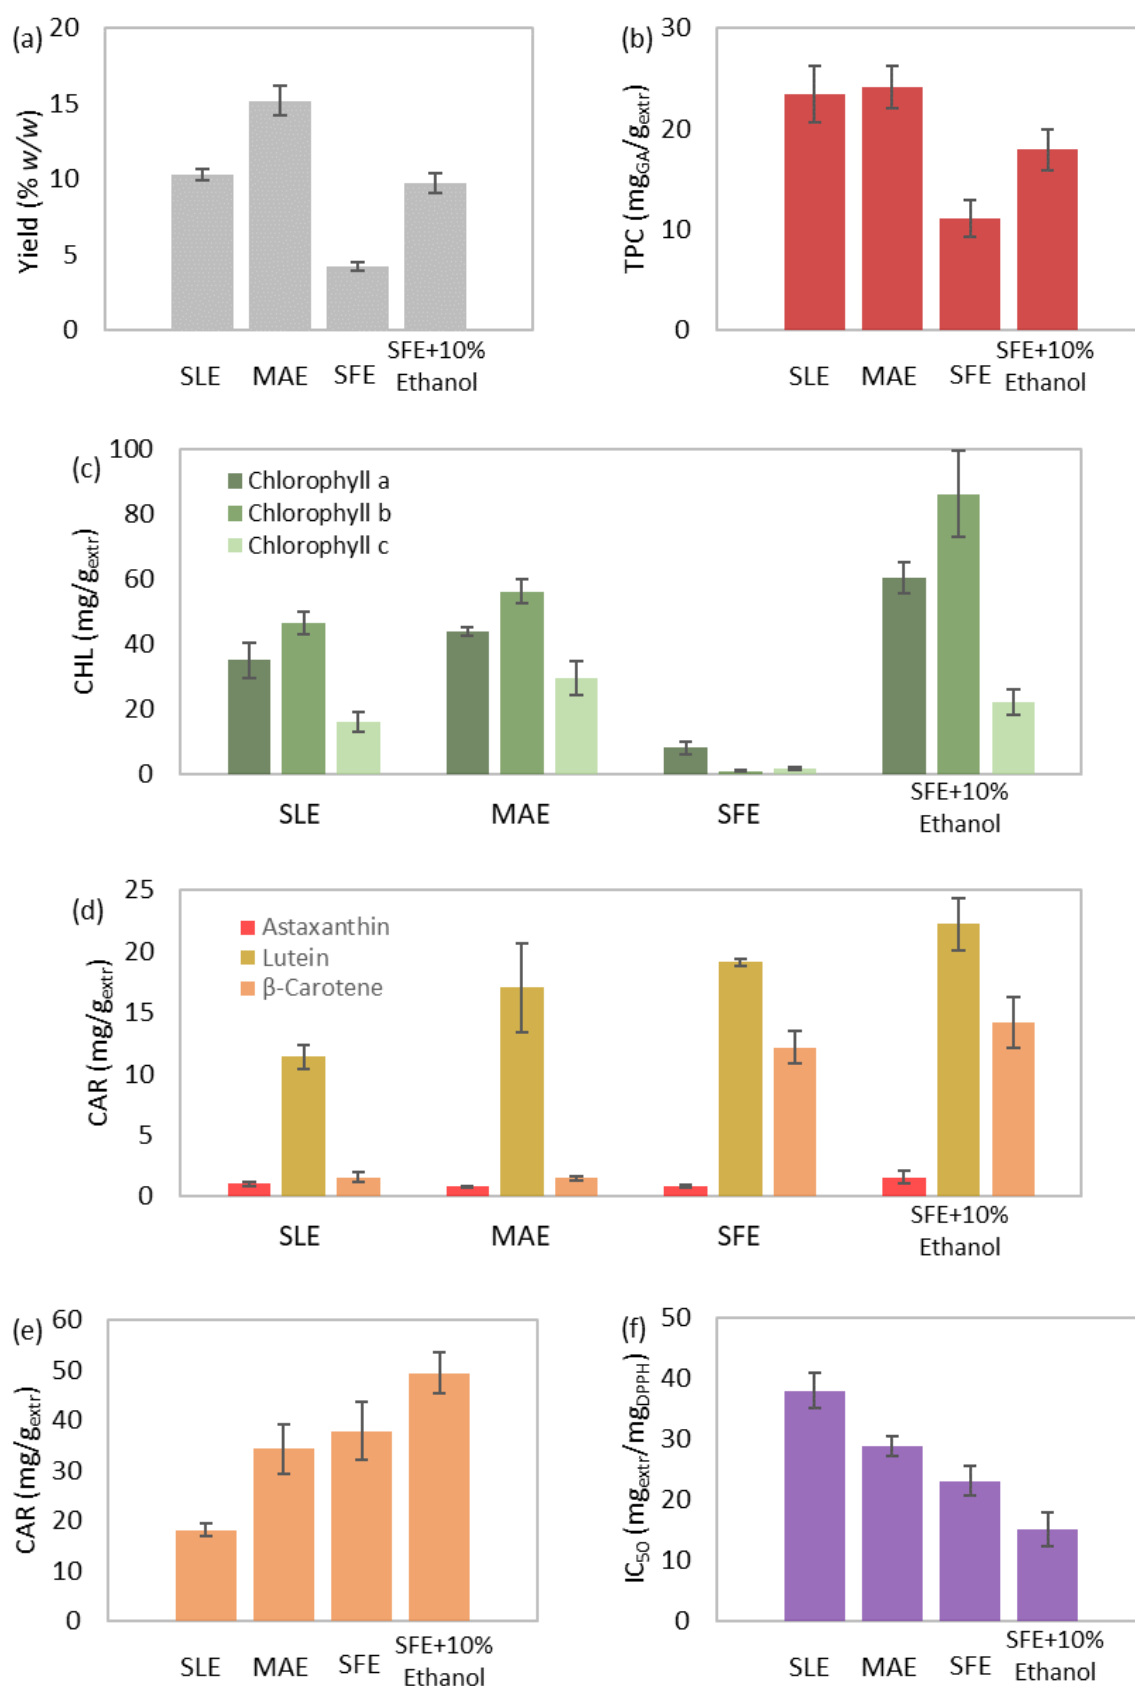 (a)
Yield (% w/w)
20
15
10
5
0
SLE
MAE
SFE
SFE+10%
Ethanol
(b)
TPC (mgGA/gextr)
30
20
10
0
SLE
MAE
SFE
SFE+10%
Ethanol
(c)
CHL (mg/gextr)
100
80
60
40
20
0
Chlorophyll a
Chlorophyll b
Chlorophyll c
SLE
MAE
SFE
SFE+10%
Ethanol
(d)
CAR (mg/gextr)
25
20
15
10
5
0
Astaxanthin
Lutein
β-Carotene
SLE
MAE
SFE
SFE+10%
Ethanol
(e)
CAR (mg/gextr)
60
50
40
30
20
10
0
SLE
MAE
SFE
SFE+10%
Ethanol
(f)
IC50 (mgextr/mgDPPH)
50
40
30
20
10
0
SLE
MAE
SFE
SFE+10%
Ethanol